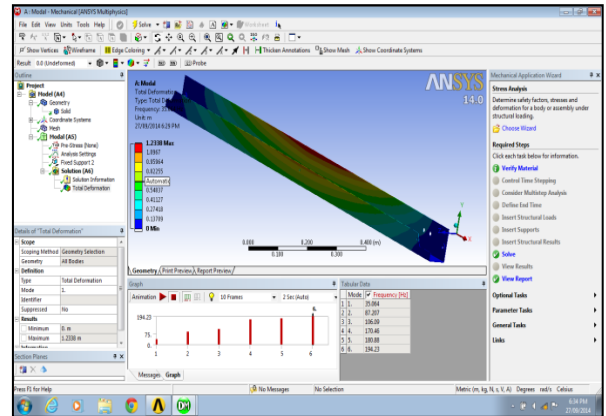 A : Modal - Mechanical [ANSYS Multiphysics]
File Edit View Units Tools Help
Solve
Worksheet
Show Vertices Wireframe Edge Coloring
Thicken Annotations Show Mesh Show Coordinate Systems
Result 0.0 (Undeformed)
Probe
Outline
Project
Model (A4)
Geometry
Solid
Coordinate Systems
Mesh
Modal (A5)
Pre-Stress (None)
Analysis Settings
Fixed Support 2
Solution (A6)
Solution Information
Total Deformation
Details of "Total Deformation"
Scope
Scoping Method Geometry Selection
Geometry All Bodies
Definition
Type Total Deformation
Mode 1.
Identifier
Suppressed No
Results
Minimum 0. m
Maximum 1.2338 m
Information
Section Planes
A: Modal
Total Deformation
Type: Total
Frequency:
Unit: m
27/09/2014 6:29 PM
1.2338 Max
1.0967
0.95964
0.82255
Automatic
0.54837
0.41127
0.27418
0.13709
0 Min
ANSYS
14.0
Y
X
0.000 0.200 0.400 (m)
0.100 0.300
Geometry Print Preview Report Preview
Graph
Animation 10 Frames 2 Sec (Auto)
6.
194.23
75.
0.
1 2 3 4 5 6
Messages Graph
Tabular Data
Mode Frequency [Hz]
1 1. 35.064
2 2. 87.207
3 3. 106.09
4 4. 170.46
5 5. 180.88
6 6. 194.23
Mechanical Application Wizard
Stress Analysis
Determine safety factors, stresses and
deformation for a body or assembly under
structural loading.
Choose Wizard
Required Steps
Click each task below for information.
Verify Material
Control Time Stepping
Consider Multistep Analysis
Define End Time
Insert Structural Loads
Insert Supports
Insert Structural Results
Solve
View Results
View Report
Optional Tasks
Parameter Tasks
General Tasks
Links
Press F1 for Help
No Messages
No Selection
Metric (m, kg, N, s, V, A) Degrees rad/s Celsius
DM
6:34 PM
27/09/2014